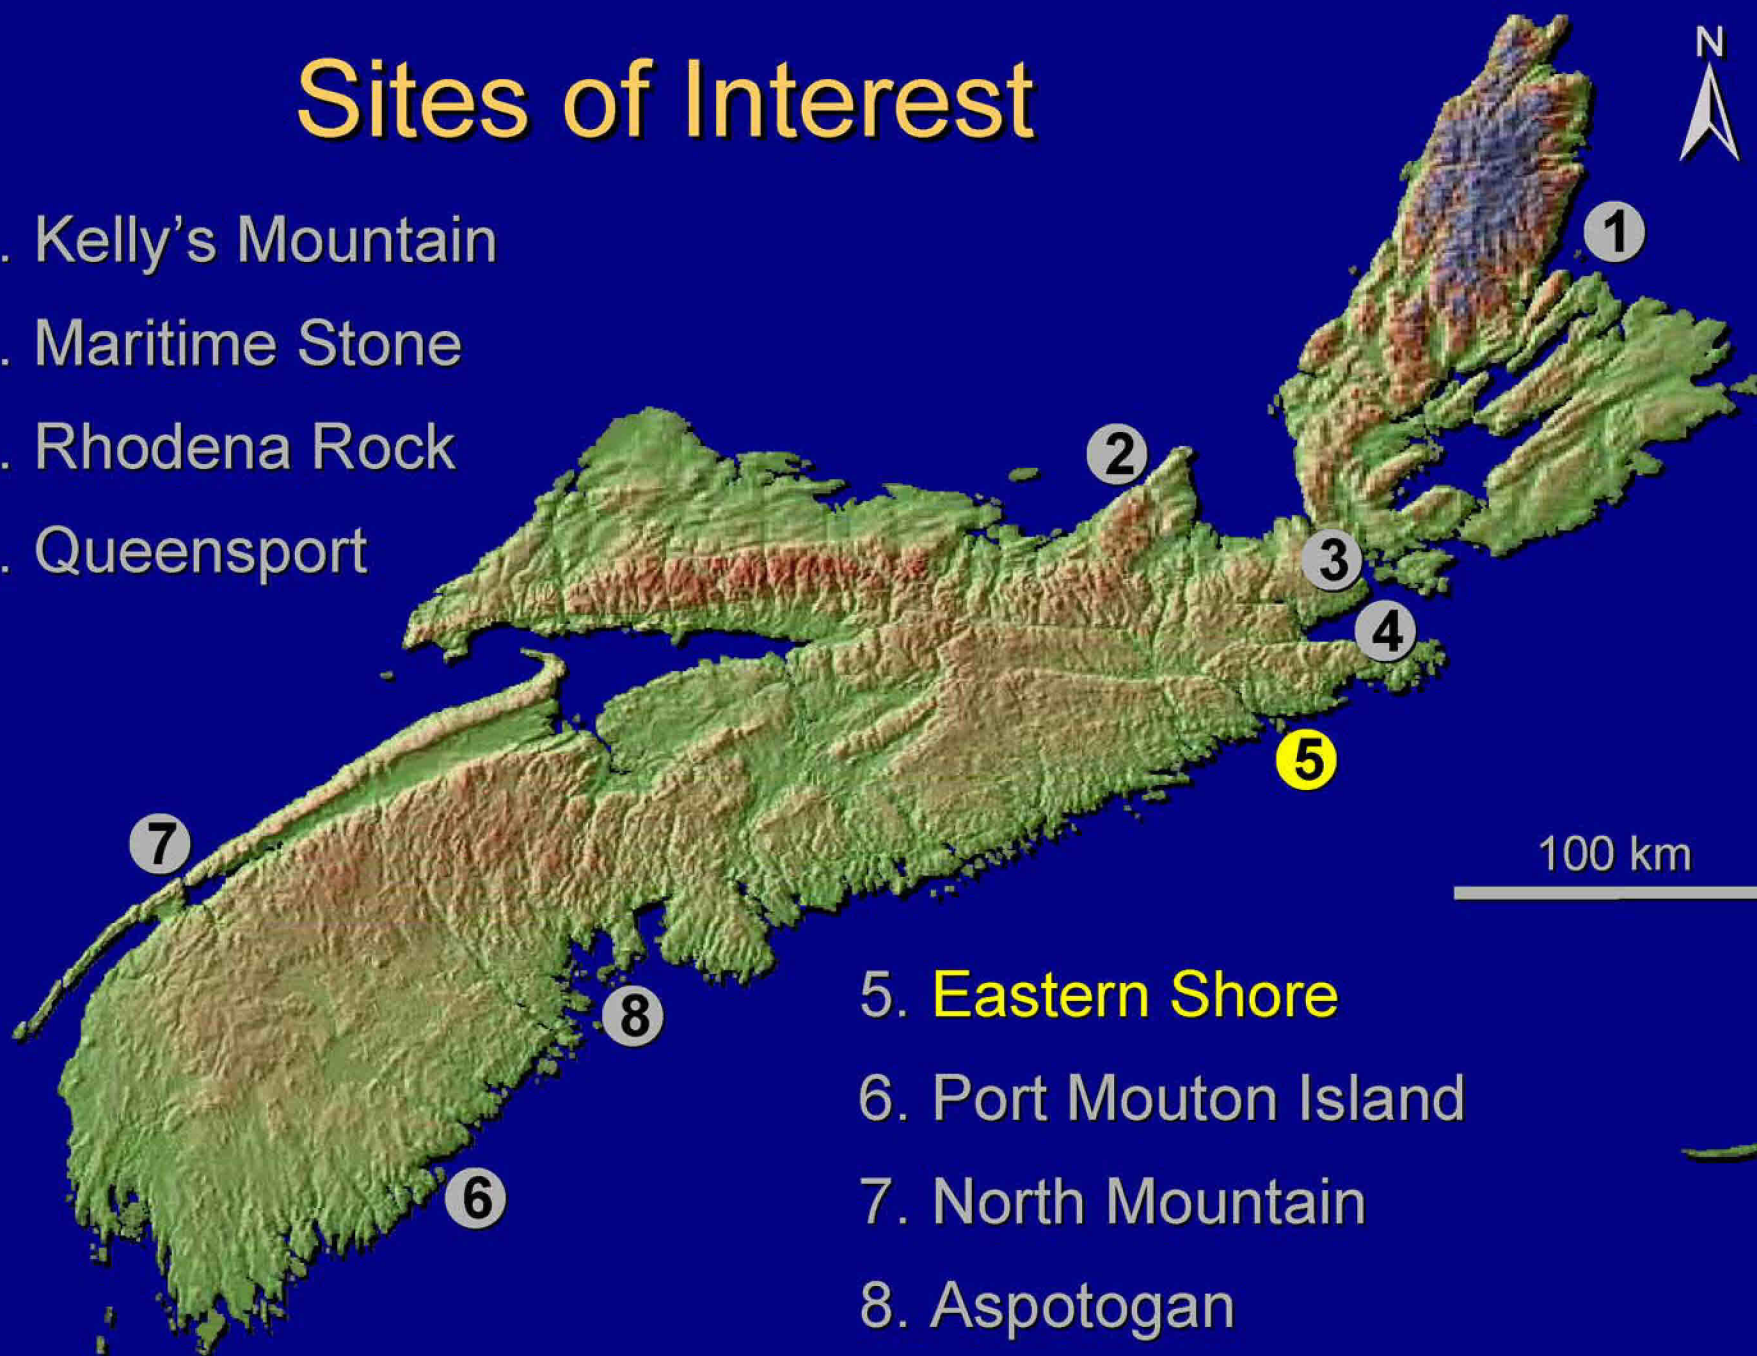 Sites of Interest
N
. Kelly's Mountain
. Maritime Stone
. Rhodena Rock
. Queensport
1
2
3
4
5
7
100 km
8
6
5. Eastern Shore
6. Port Mouton Island
7. North Mountain
8. Aspotogan